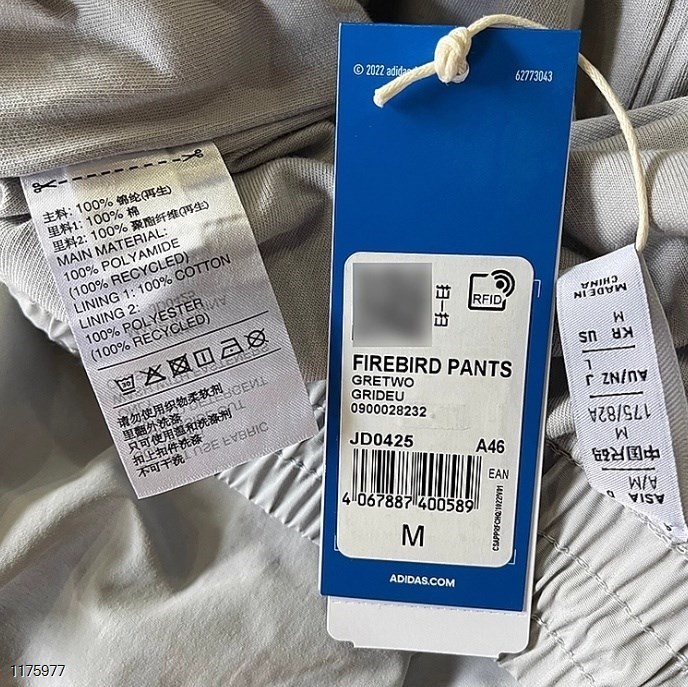 主料: 100% 锦纶(再生)
里料1: 100% 棉
里料2: 100% 聚酯纤维(再生)
MAIN MATERIAL:
100% POLYAMIDE
(100% RECYCLED)
LINING 1: 100% COTTON
LINING 2:
100% POLYESTER
(100% RECYCLED)
请勿使用织物柔软剂
里翻外洗涤
只可使用温和洗涤剂
扣上扣件洗涤
不可干洗
USE FABRIC
© 2022 adidas
62773043
RFID
FIREBIRD PANTS
GRETWO
GRIDEU
0900028232
JD0425 A46
EAN
4 067887 400589
M
ADIDAS.COM
MADE IN
CHINA
KR US
M
AU/NZ J
L
175/82A
M
中国尺码
A/M
ASIA
1175977